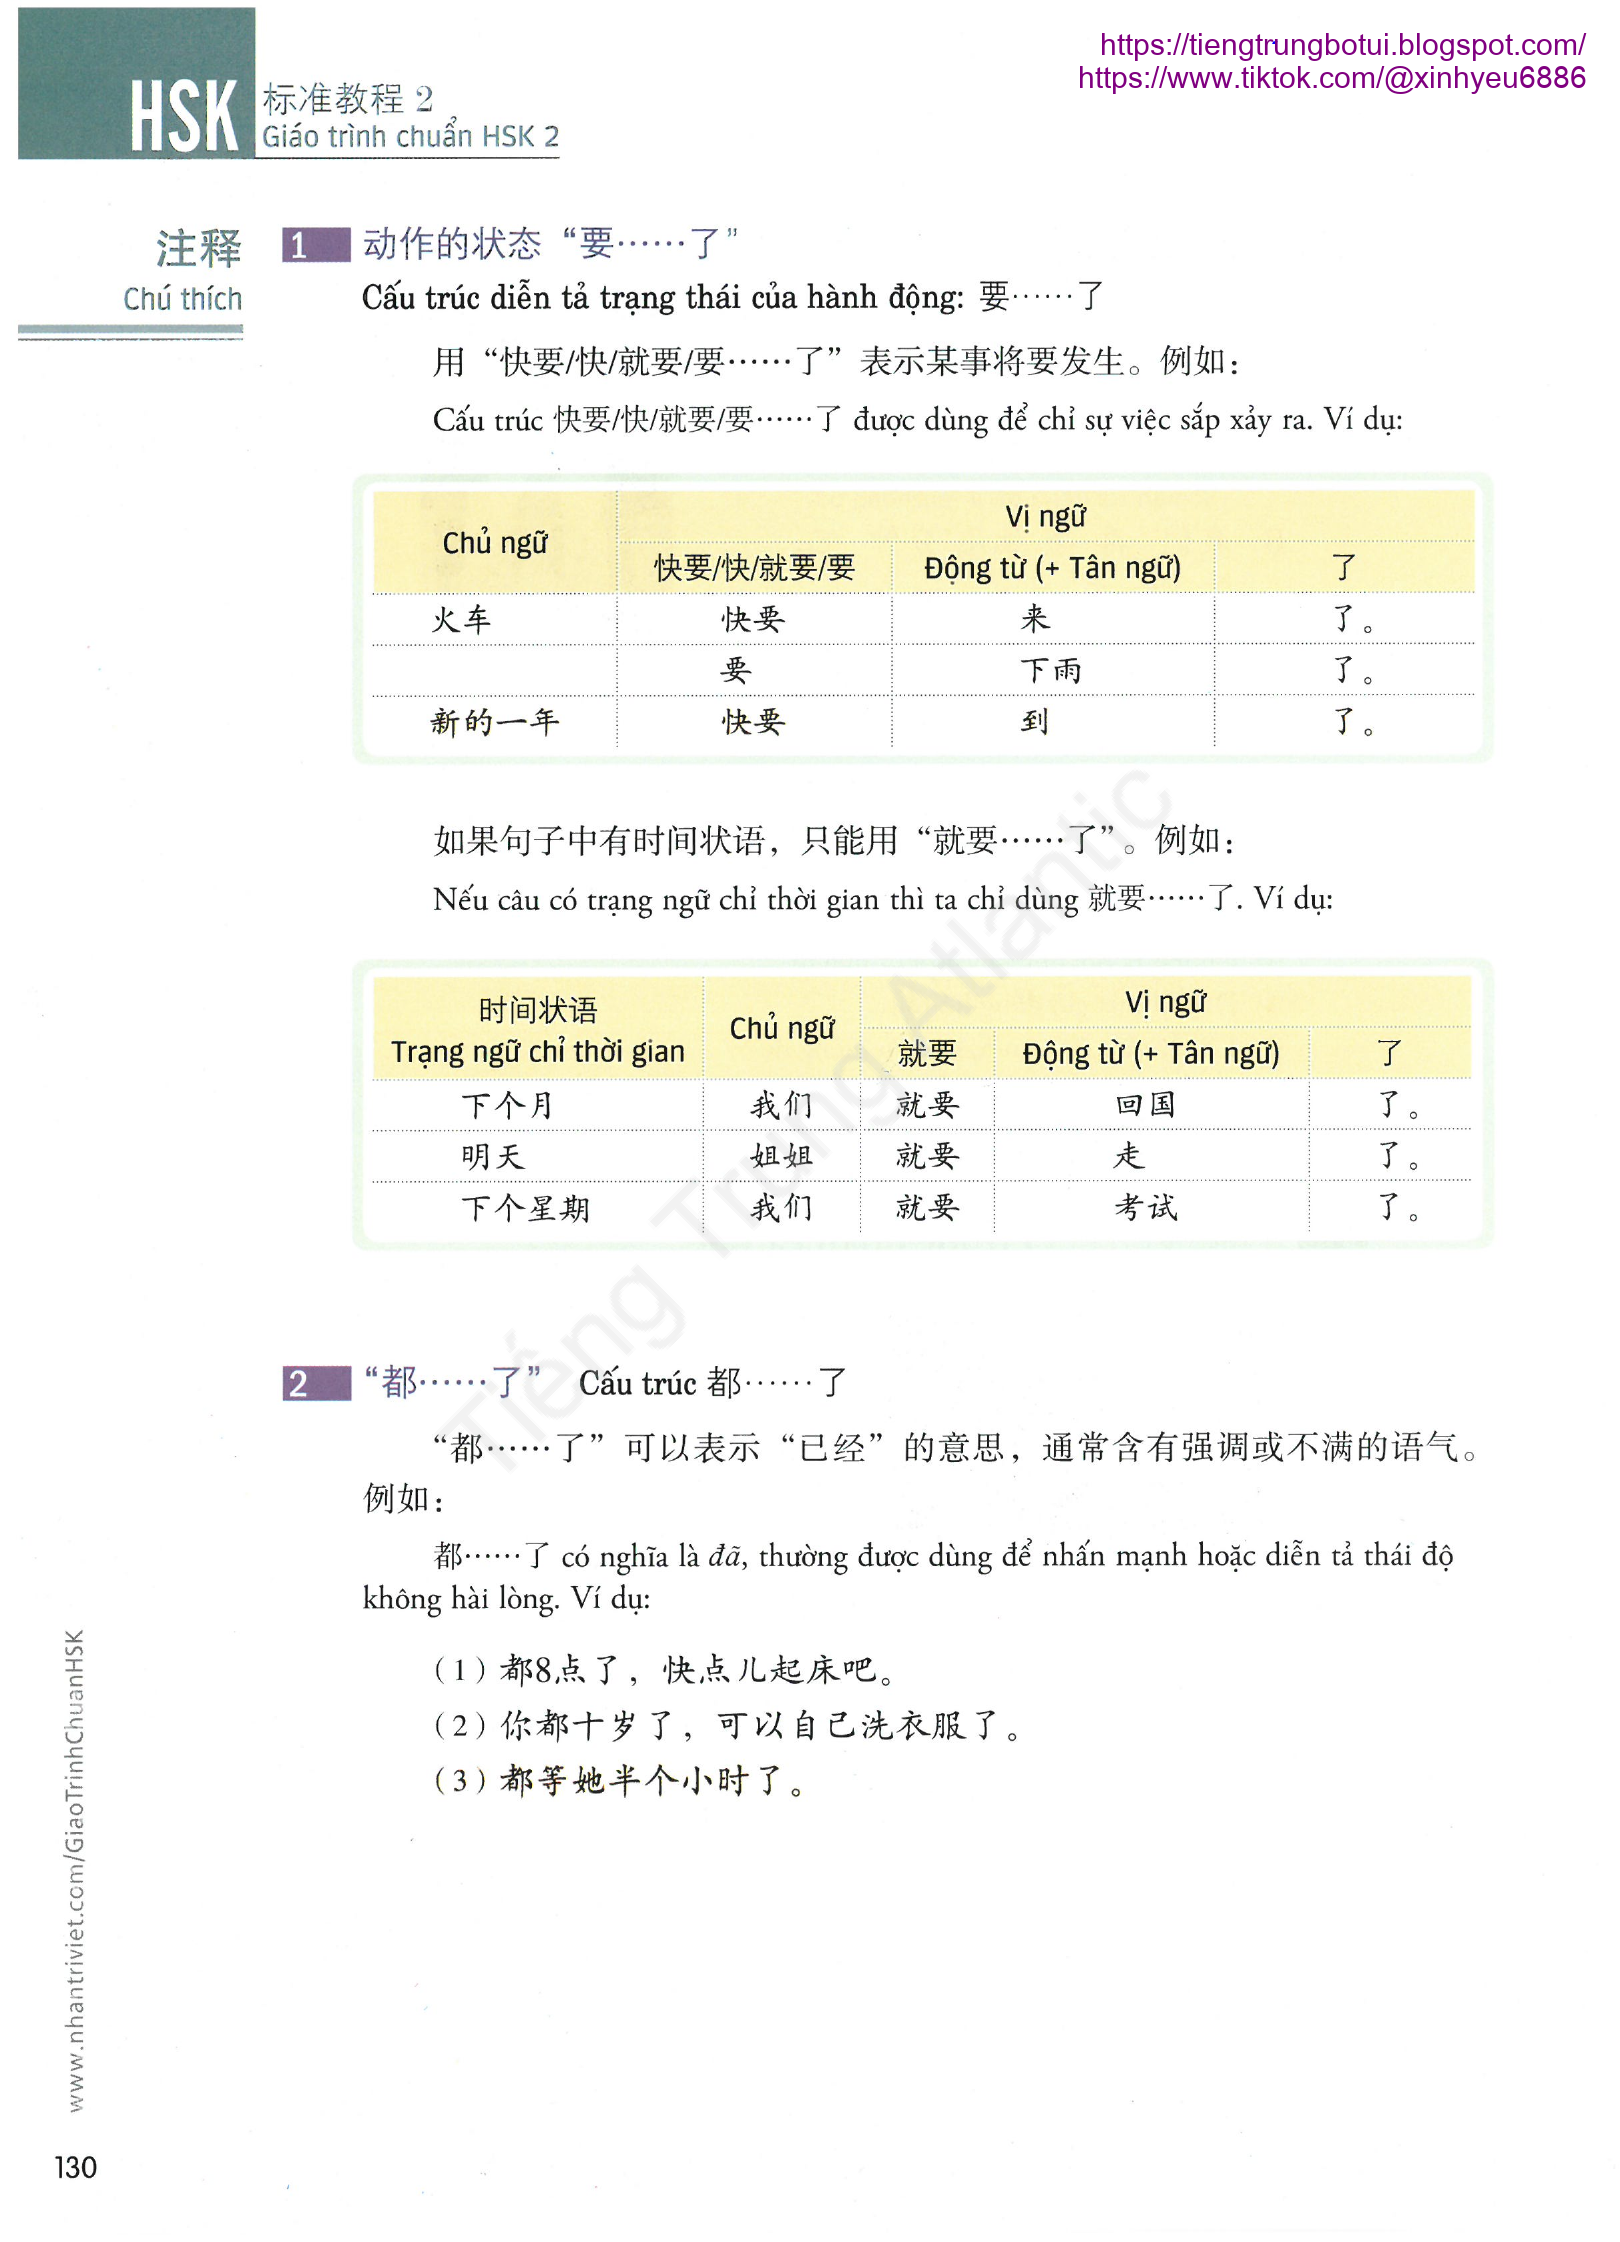 https://tiengtrungbotui.blogspot.com/
https://www.tiktok.com/@xinhyeu6886
HSK 标准教程 2
Giáo trình chuẩn HSK 2
注释
Chú thích
1 动作的状态“要……了”
Cấu trúc diễn tả trạng thái của hành động: 要……了
用“快要/快/就要/要……了”表示某事将要发生。例如：
Cấu trúc 快要/快/就要/要……了 được dùng để chỉ sự việc sắp xảy ra. Ví dụ:
Chủ ngữ Vị ngữ
快要/快/就要/要 Động từ (+ Tân ngữ) 了
火车 快要 来 了。
要 下雨 了。
新的一年 快要 到 了。
如果句子中有时间状语，只能用“就要……了”。例如：
Nếu câu có trạng ngữ chỉ thời gian thì ta chỉ dùng 就要……了. Ví dụ:
时间状语
Trạng ngữ chỉ thời gian Chủ ngữ Vị ngữ
就要 Động từ (+ Tân ngữ) 了
下个月 我们 就要 回国 了。
明天 姐姐 就要 走 了。
下个星期 我们 就要 考试 了。
2 “都……了” Cấu trúc 都……了
“都……了”可以表示“已经”的意思，通常含有强调或不满的语气。
例如：
都……了 có nghĩa là đã, thường được dùng để nhấn mạnh hoặc diễn tả thái độ
không hài lòng. Ví dụ:
（1）都8点了，快点儿起床吧。
（2）你都十岁了，可以自己洗衣服了。
（3）都等她半个小时了。
Tiếng Trung Atlantic
www.nhantriviet.com/GiaoTrinhChuanHSK
130